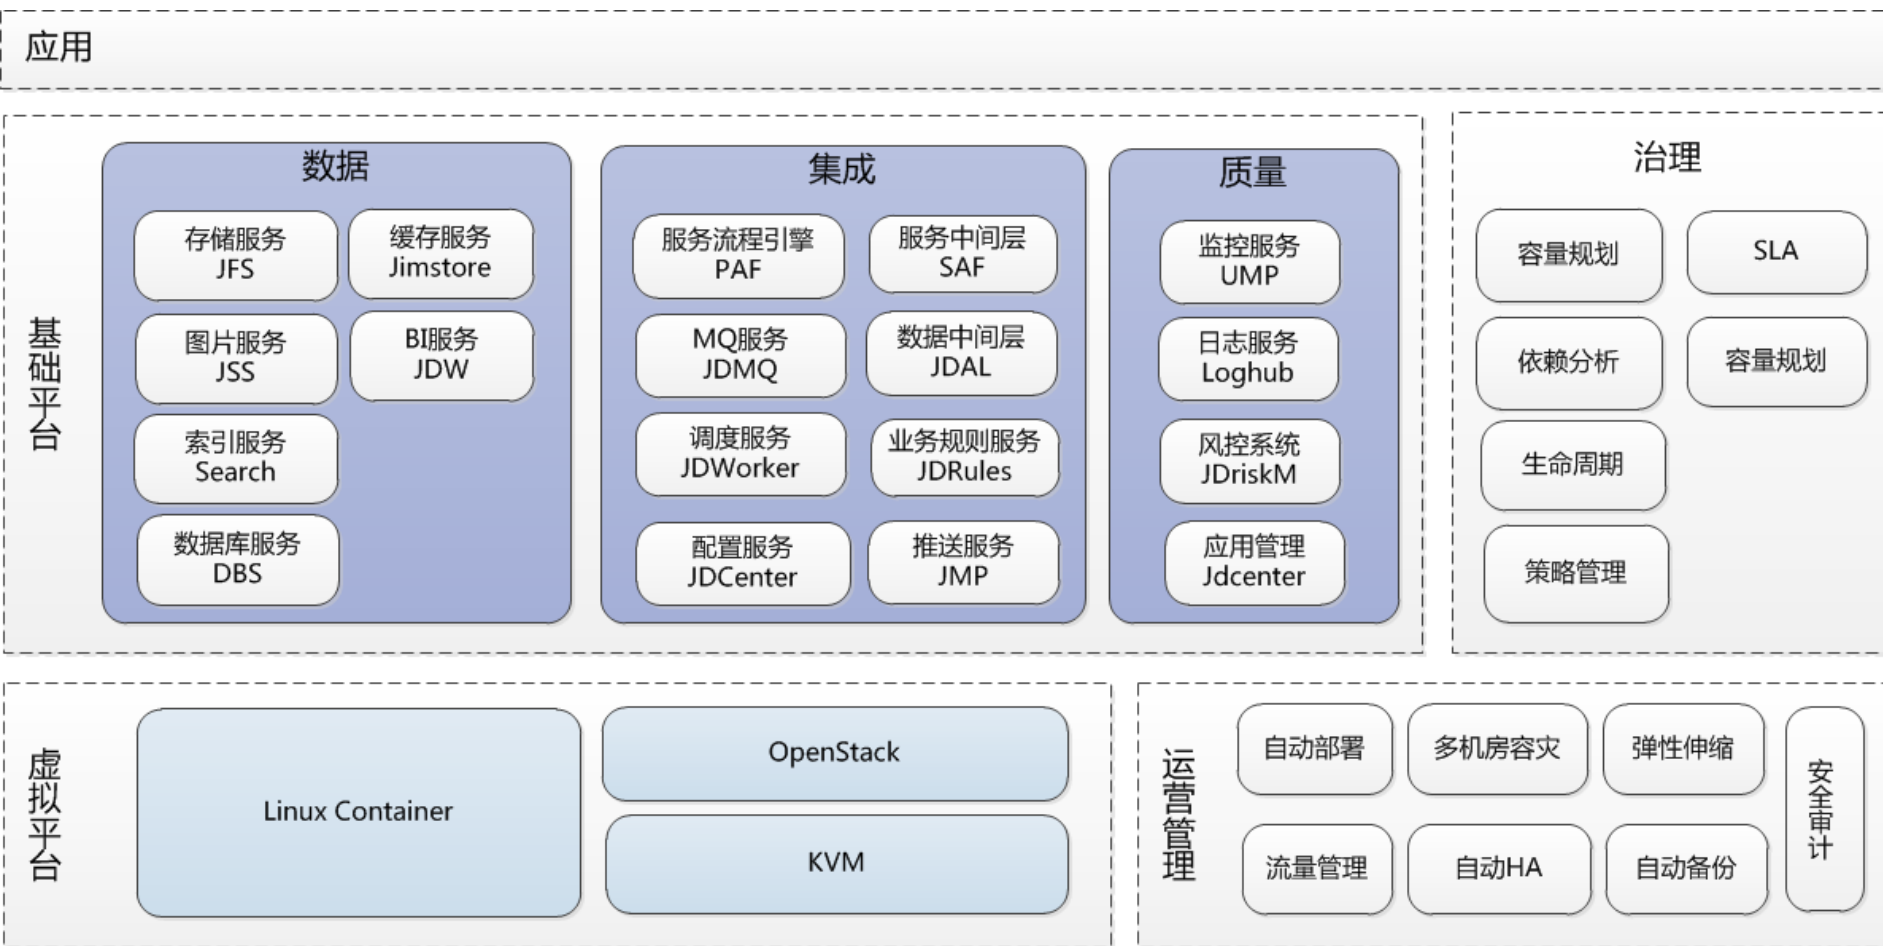 应用
基础平台
数据
存储服务
JFS
缓存服务
Jimstore
图片服务
JSS
BI服务
JDW
索引服务
Search
数据库服务
DBS
集成
服务流程引擎
PAF
服务中间层
SAF
MQ服务
JDMQ
数据中间层
JDAL
调度服务
JDWorker
业务规则服务
JDRules
配置服务
JDCenter
推送服务
JMP
质量
监控服务
UMP
日志服务
Loghub
风控系统
JDriskM
应用管理
Jdcenter
治理
容量规划
SLA
依赖分析
容量规划
生命周期
策略管理
虚拟平台
Linux Container
OpenStack
KVM
运营管理
自动部署
多机房容灾
弹性伸缩
流量管理
自动HA
自动备份
安全审计